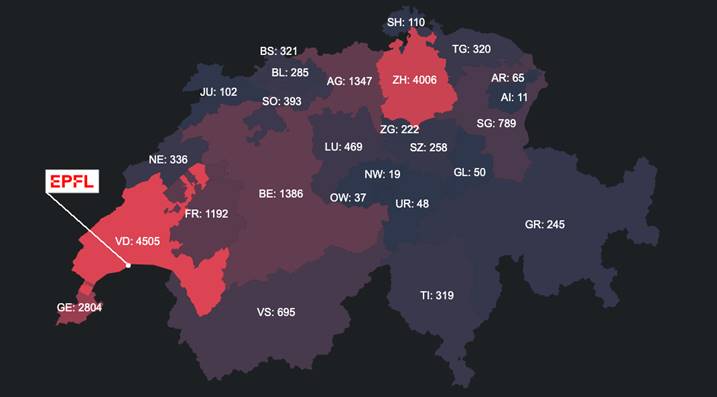 SH: 110
BS: 321
TG: 320
BL: 285
AG: 1347
ZH: 4006
AR: 65
JU: 102
SO: 393
AI: 11
ZG: 222
SG: 789
LU: 469
SZ: 258
NE: 336
NW: 19
GL: 50
EPFL
BE: 1386
OW: 37
UR: 48
FR: 1192
GR: 245
VD: 4505
TI: 319
GE: 2804
VS: 695